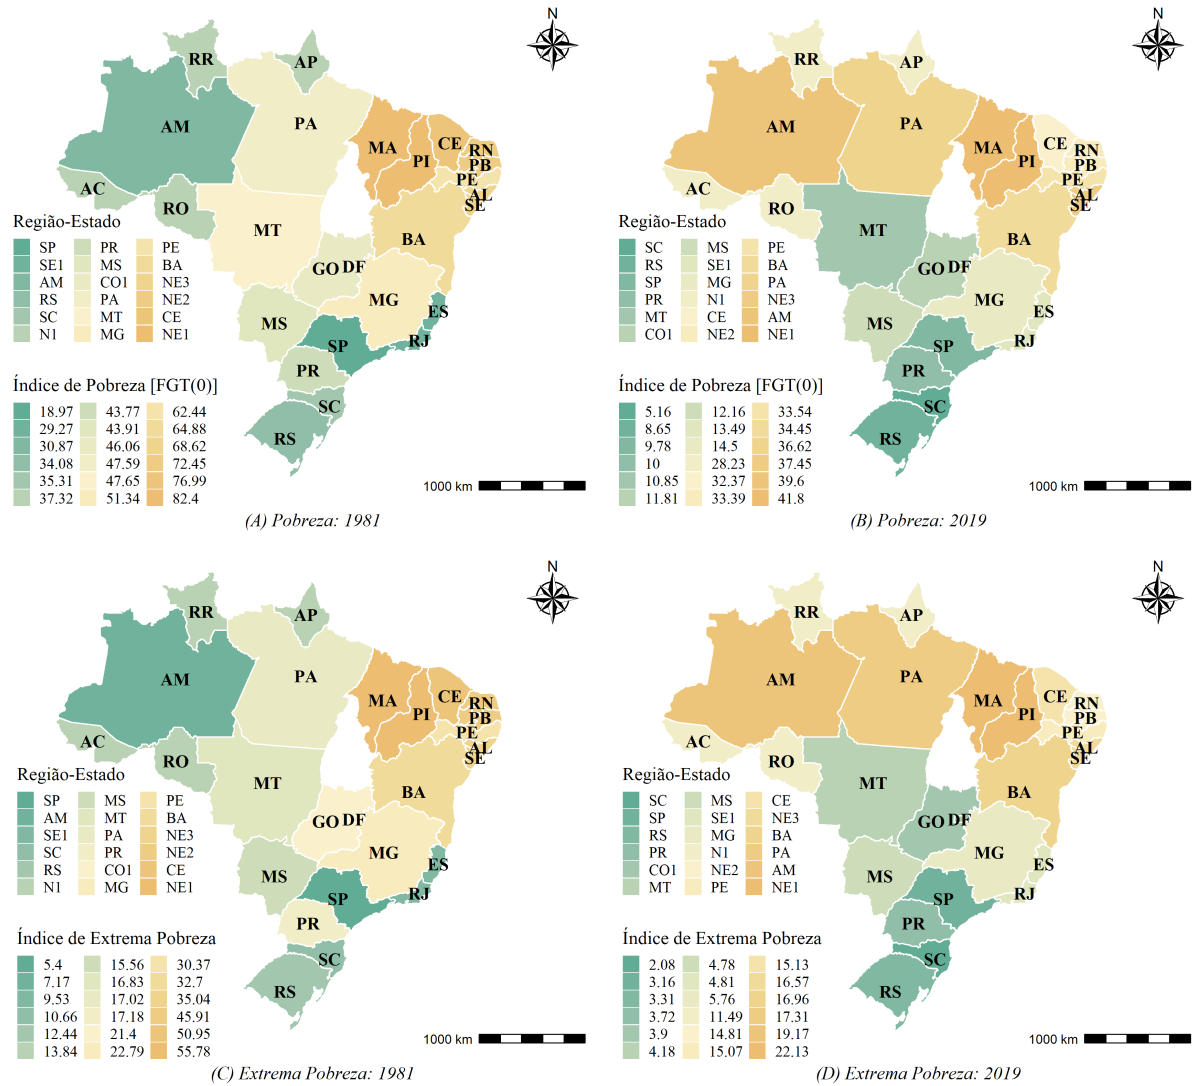 N
RR
AP
AM
PA
MA
CE
PI
RN
PB
PE
AL
SE
AC
RO
MT
BA
GO DF
MG
ES
MS
SP
RJ
PR
SC
RS
Região-Estado
SP PR PE
SE1 MS BA
AM CO1 NE3
RS PA NE2
SC MT CE
N1 MG NE1
Índice de Pobreza [FGT(0)]
18.97 43.77 62.44
29.27 43.91 64.88
30.87 46.06 68.62
34.08 47.59 72.45
35.31 47.65 76.99
37.32 51.34 82.4
1000 km
(A) Pobreza: 1981
N
RR
AP
AM
PA
MA
CE
PI
RN
PB
PE
AL
SE
AC
RO
MT
BA
GO DF
MG
ES
MS
SP
RJ
PR
SC
RS
Região-Estado
SC MS PE
RS SE1 BA
SP MG PA
PR N1 NE3
MT CE AM
CO1 NE2 NE1
Índice de Pobreza [FGT(0)]
5.16 12.16 33.54
8.65 13.49 34.45
9.78 14.5 36.62
10 28.23 37.45
10.85 32.37 39.6
11.81 33.39 41.8
1000 km
(B) Pobreza: 2019
N
RR
AP
AM
PA
MA
CE
PI
RN
PB
PE
AL
SE
AC
RO
MT
BA
GO DF
MG
ES
MS
SP
RJ
PR
SC
RS
Região-Estado
SP MS PE
AM MT BA
SE1 PA NE3
SC PR NE2
RS CO1 CE
N1 MG NE1
Índice de Extrema Pobreza
5.4 15.56 30.37
7.17 16.83 32.7
9.53 17.02 35.04
10.66 17.18 45.91
12.44 21.4 50.95
13.84 22.79 55.78
1000 km
(C) Extrema Pobreza: 1981
N
RR
AP
AM
PA
MA
CE
PI
RN
PB
PE
AL
SE
AC
RO
MT
BA
GO DF
MG
ES
MS
SP
RJ
PR
SC
RS
Região-Estado
SC MS CE
SP SE1 NE3
RS MG BA
PR N1 PA
CO1 NE2 AM
MT PE NE1
Índice de Extrema Pobreza
2.08 4.78 15.13
3.16 4.81 16.57
3.31 5.76 16.96
3.72 11.49 17.31
3.9 14.81 19.17
4.18 15.07 22.13
1000 km
(D) Extrema Pobreza: 2019